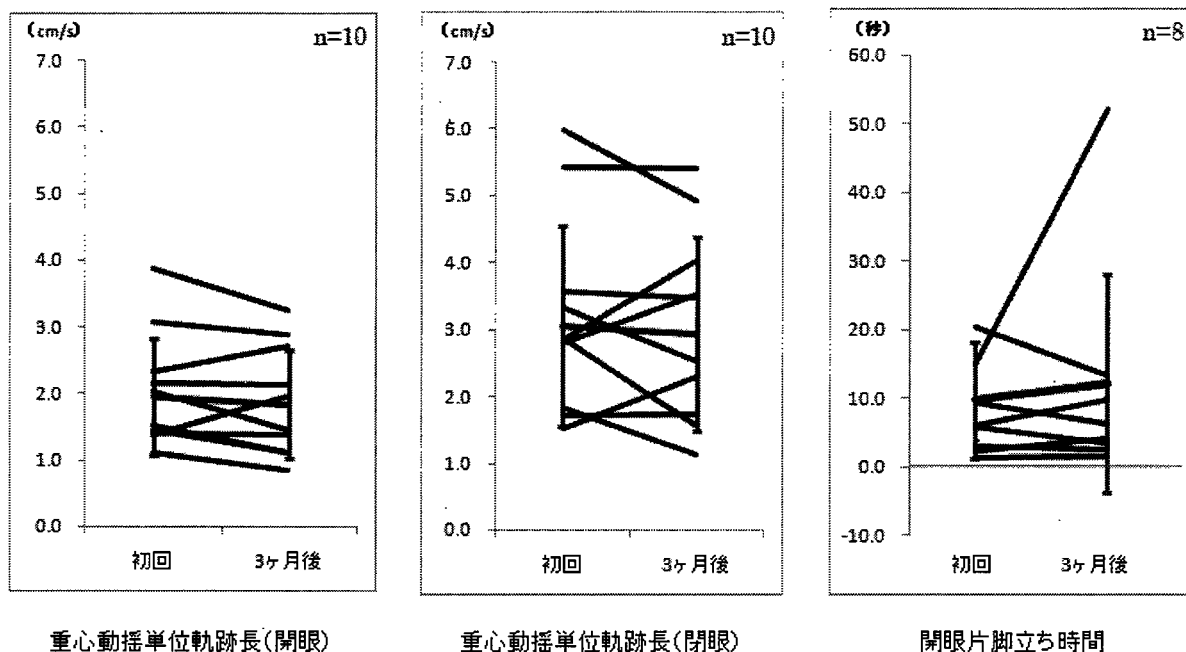 (cm/s)
n=10
7.0
6.0
5.0
4.0
3.0
2.0
1.0
0.0
初回
3ヶ月後
重心動揺単位軌跡長(開眼)
(cm/s)
n=10
7.0
6.0
5.0
4.0
3.0
2.0
1.0
0.0
初回
3ヶ月後
重心動揺単位軌跡長(閉眼)
(秒)
n=8
60.0
50.0
40.0
30.0
20.0
10.0
0.0
-10.0
初回
3ヶ月後
開眼片脚立ち時間